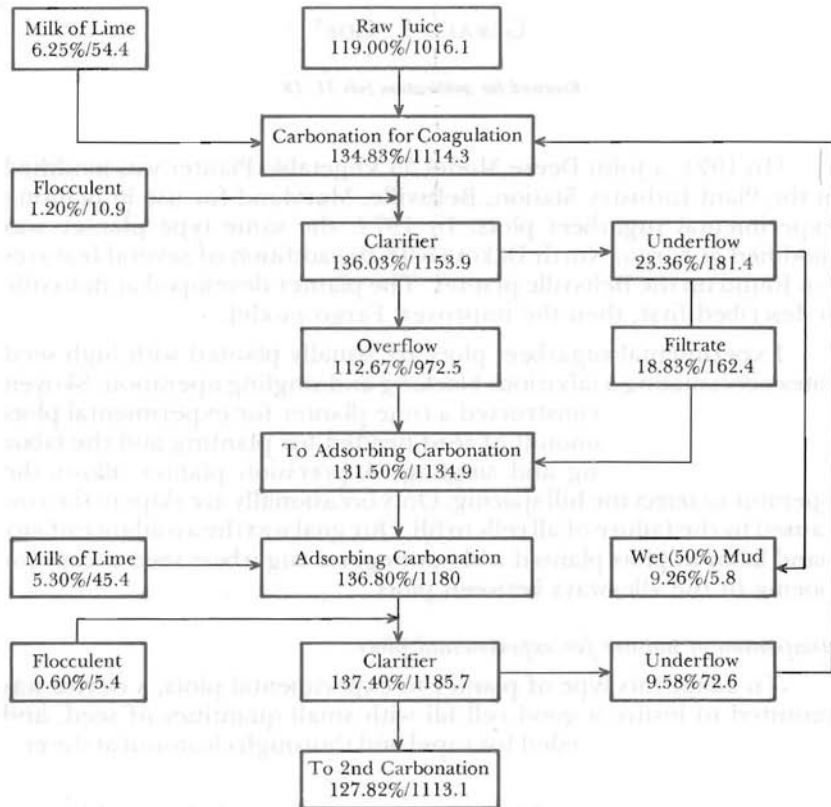 Milk of Lime
6.25%/54.4
Raw Juice
119.00%/1016.1
Carbonation for Coagulation
134.83%/1114.3
Flocculent
1.20%/10.9
Clarifier
136.03%/1153.9
Underflow
23.36%/181.4
Overflow
112.67%/972.5
Filtrate
18.83%/162.4
To Adsorbing Carbonation
131.50%/1134.9
Milk of Lime
5.30%/45.4
Adsorbing Carbonation
136.80%/1180
Wet (50%) Mud
9.26%/5.8
Flocculent
0.60%/5.4
Clarifier
137.40%/1185.7
Underflow
9.58%72.6
To 2nd Carbonation
127.82%/1113.1